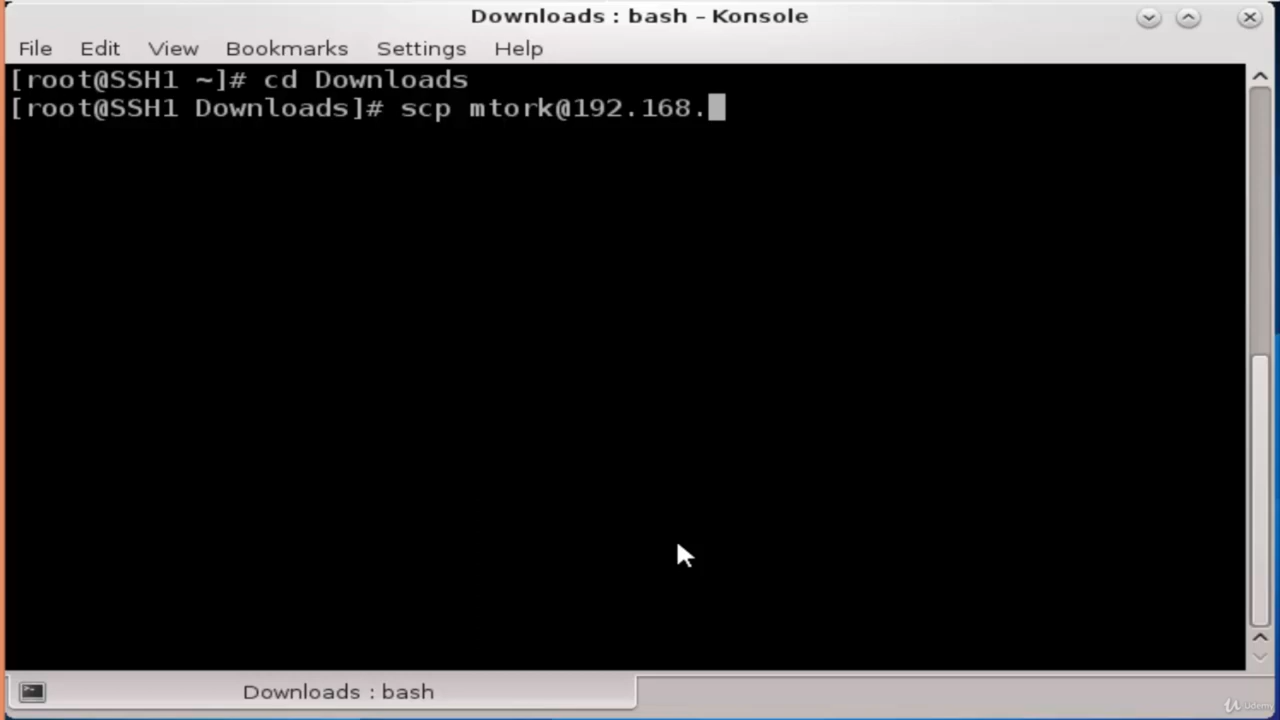 Downloads : bash – Konsole
File Edit View Bookmarks Settings Help
[root@SSH1 ~]# cd Downloads
[root@SSH1 Downloads]# scp mtork@192.168.
Downloads : bash
Udemy